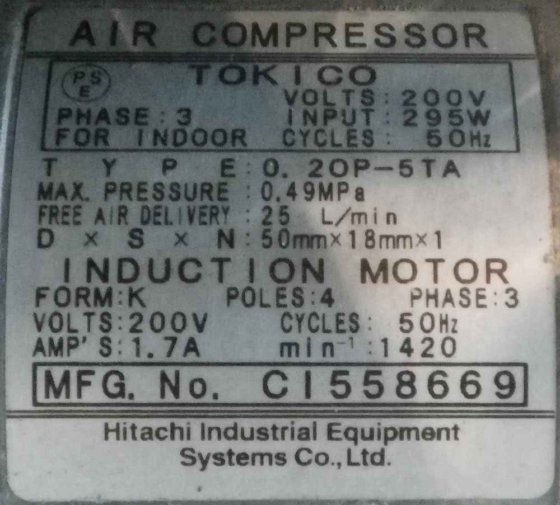 AIR COMPRESSOR
PS
E
TOKICO
VOLTS : 200V
PHASE : 3 INPUT : 295W
FOR INDOOR CYCLES : 50Hz
TYPE : 0.2OP-5TA
MAX. PRESSURE : 0.49MPa
FREE AIR DELIVERY : 25 L/min
D × S × N : 50mm×18mm×1
INDUCTION MOTOR
FORM:K POLES:4 PHASE:3
VOLTS:200V CYCLES: 50Hz
AMP'S:1.7A min⁻¹:1420
MFG. No. CI558669
Hitachi Industrial Equipment
Systems Co., Ltd.